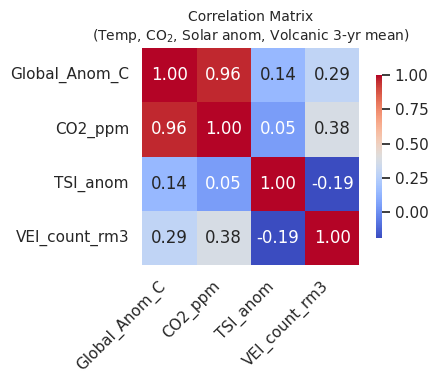 Correlation Matrix
(Temp, CO₂, Solar anom, Volcanic 3-yr mean)
Global_Anom_C 1.00 0.96 0.14 0.29
CO2_ppm 0.96 1.00 0.05 0.38
TSI_anom 0.14 0.05 1.00 -0.19
VEI_count_rm3 0.29 0.38 -0.19 1.00
Global_Anom_C CO2_ppm TSI_anom VEI_count_rm3
1.00
0.75
0.50
0.25
0.00